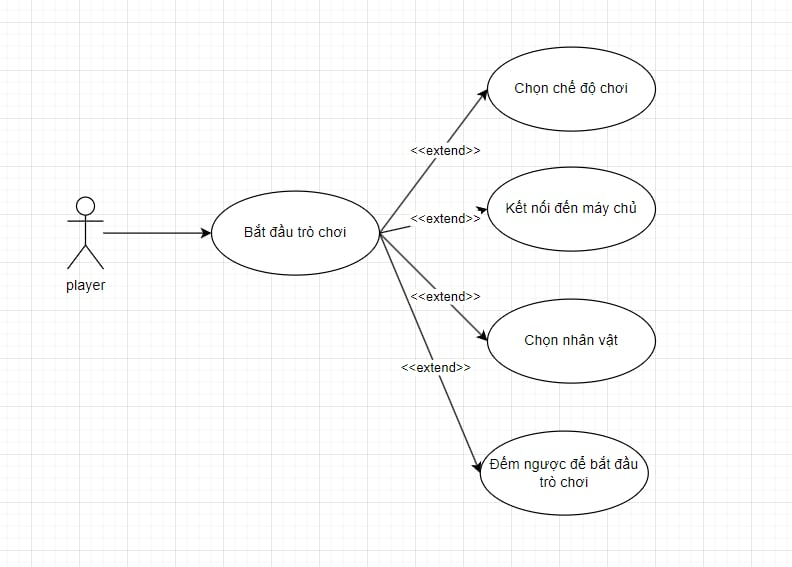 Chọn chế độ chơi
<<extend>>
Kết nối đến máy chủ
<<extend>>
Bắt đầu trò chơi
player
<<extend>>
Chọn nhân vật
<<extend>>
Đếm ngược để bắt đầu
trò chơi